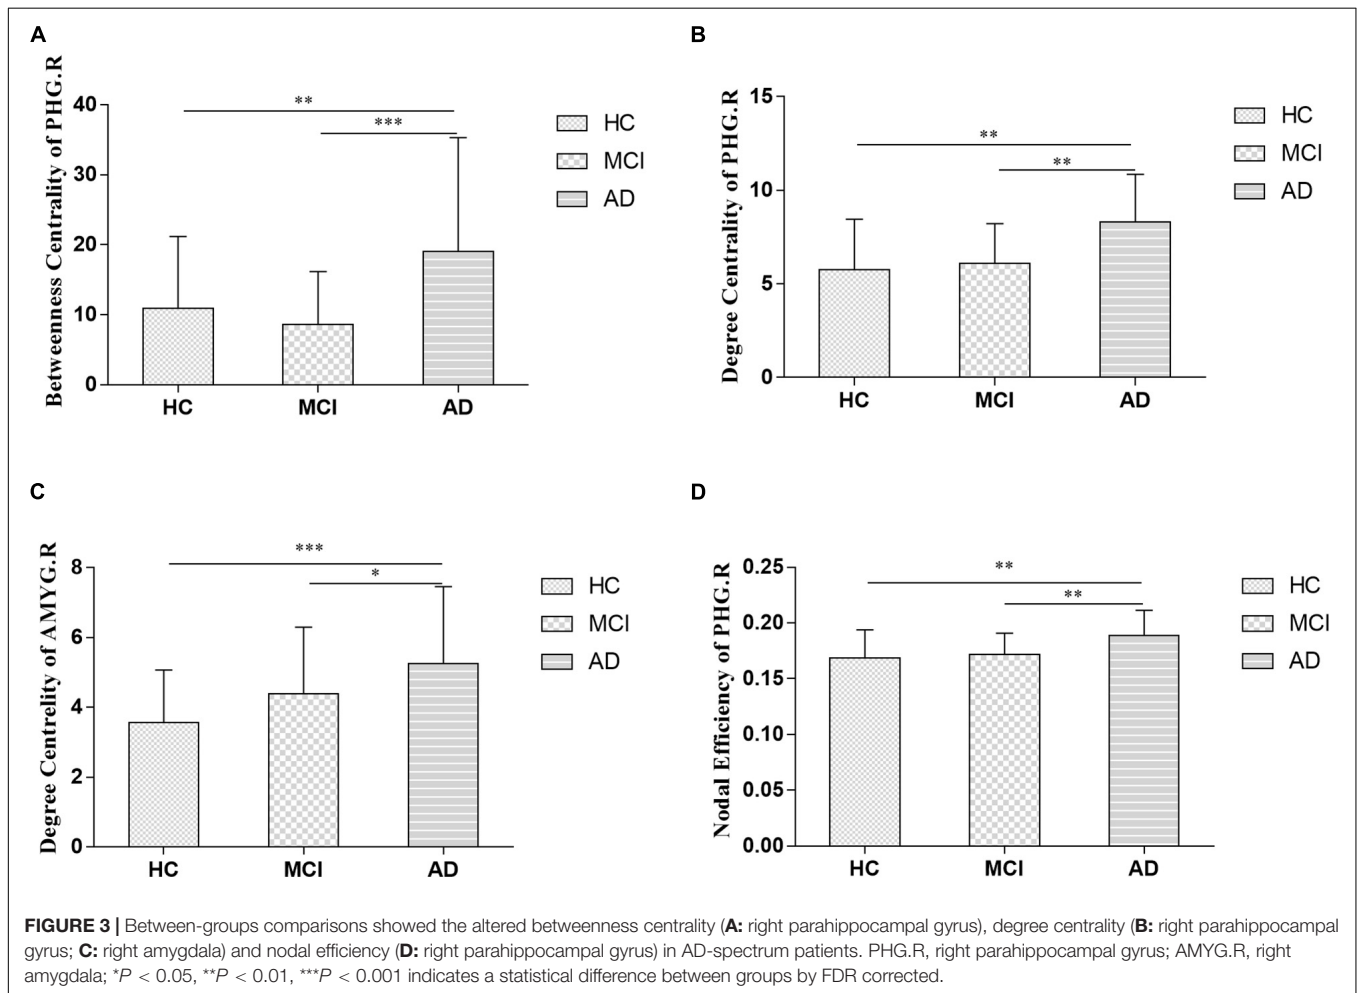 A
Betweenness Centrality of PHG.R
40
30
20
10
0
**
***
HC
MCI
AD
HC
MCI
AD
B
Degree Centrality of PHG.R
15
10
5
0
**
**
HC
MCI
AD
HC
MCI
AD
C
Degree Centrelity of AMYG.R
8
6
4
2
0
***
*
HC
MCI
AD
HC
MCI
AD
D
Nodal Efficiency of PHG.R
0.25
0.20
0.15
0.10
0.05
0.00
**
**
HC
MCI
AD
HC
MCI
AD
FIGURE 3 | Between-groups comparisons showed the altered betweenness centrality (A: right parahippocampal gyrus), degree centrality (B: right parahippocampal
gyrus; C: right amygdala) and nodal efficiency (D: right parahippocampal gyrus) in AD-spectrum patients. PHG.R, right parahippocampal gyrus; AMYG.R, right
amygdala; *P < 0.05, **P < 0.01, ***P < 0.001 indicates a statistical difference between groups by FDR corrected.